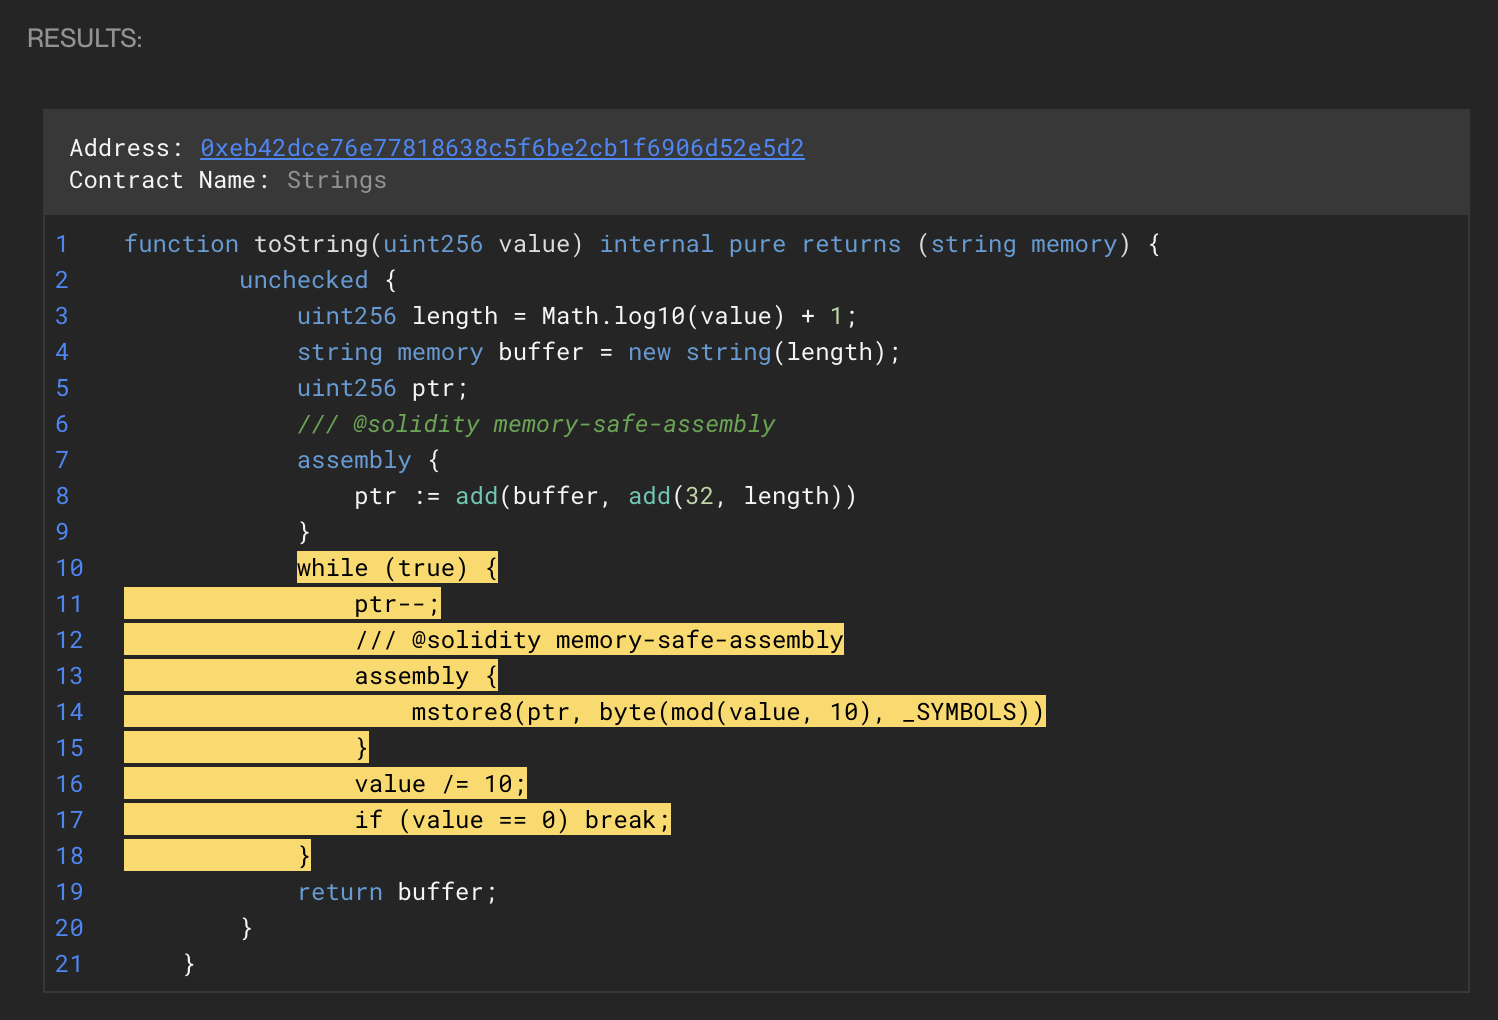 RESULTS:
Address: 0xeb42dce76e77818638c5f6be2cb1f6906d52e5d2
Contract Name: Strings
1 function toString(uint256 value) internal pure returns (string memory) {
2 unchecked {
3 uint256 length = Math.log10(value) + 1;
4 string memory buffer = new string(length);
5 uint256 ptr;
6 /// @solidity memory-safe-assembly
7 assembly {
8 ptr := add(buffer, add(32, length))
9 }
10 while (true) {
11 ptr--;
12 /// @solidity memory-safe-assembly
13 assembly {
14 mstore8(ptr, byte(mod(value, 10), _SYMBOLS))
15 }
16 value /= 10;
17 if (value == 0) break;
18 }
19 return buffer;
20 }
21 }